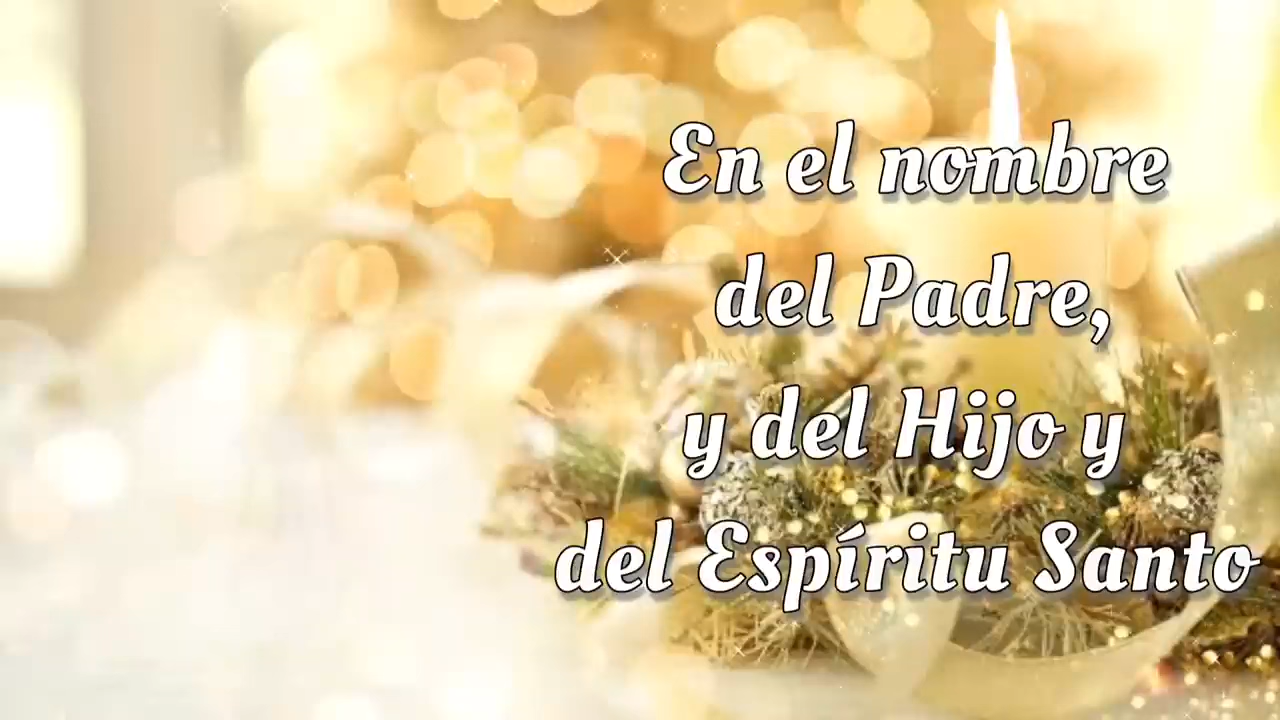 En el nombre
del Padre,
y del Hijo y
del Espíritu Santo